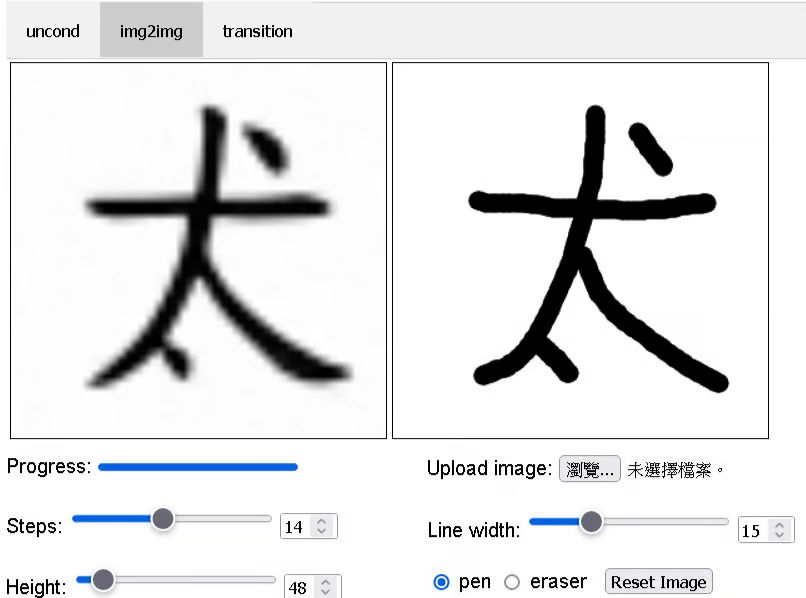 uncond img2img transition
Progress:
Upload image: 瀏覽... 未選擇檔案。
Steps: 14
Line width: 15
Height: 48
pen eraser Reset Image